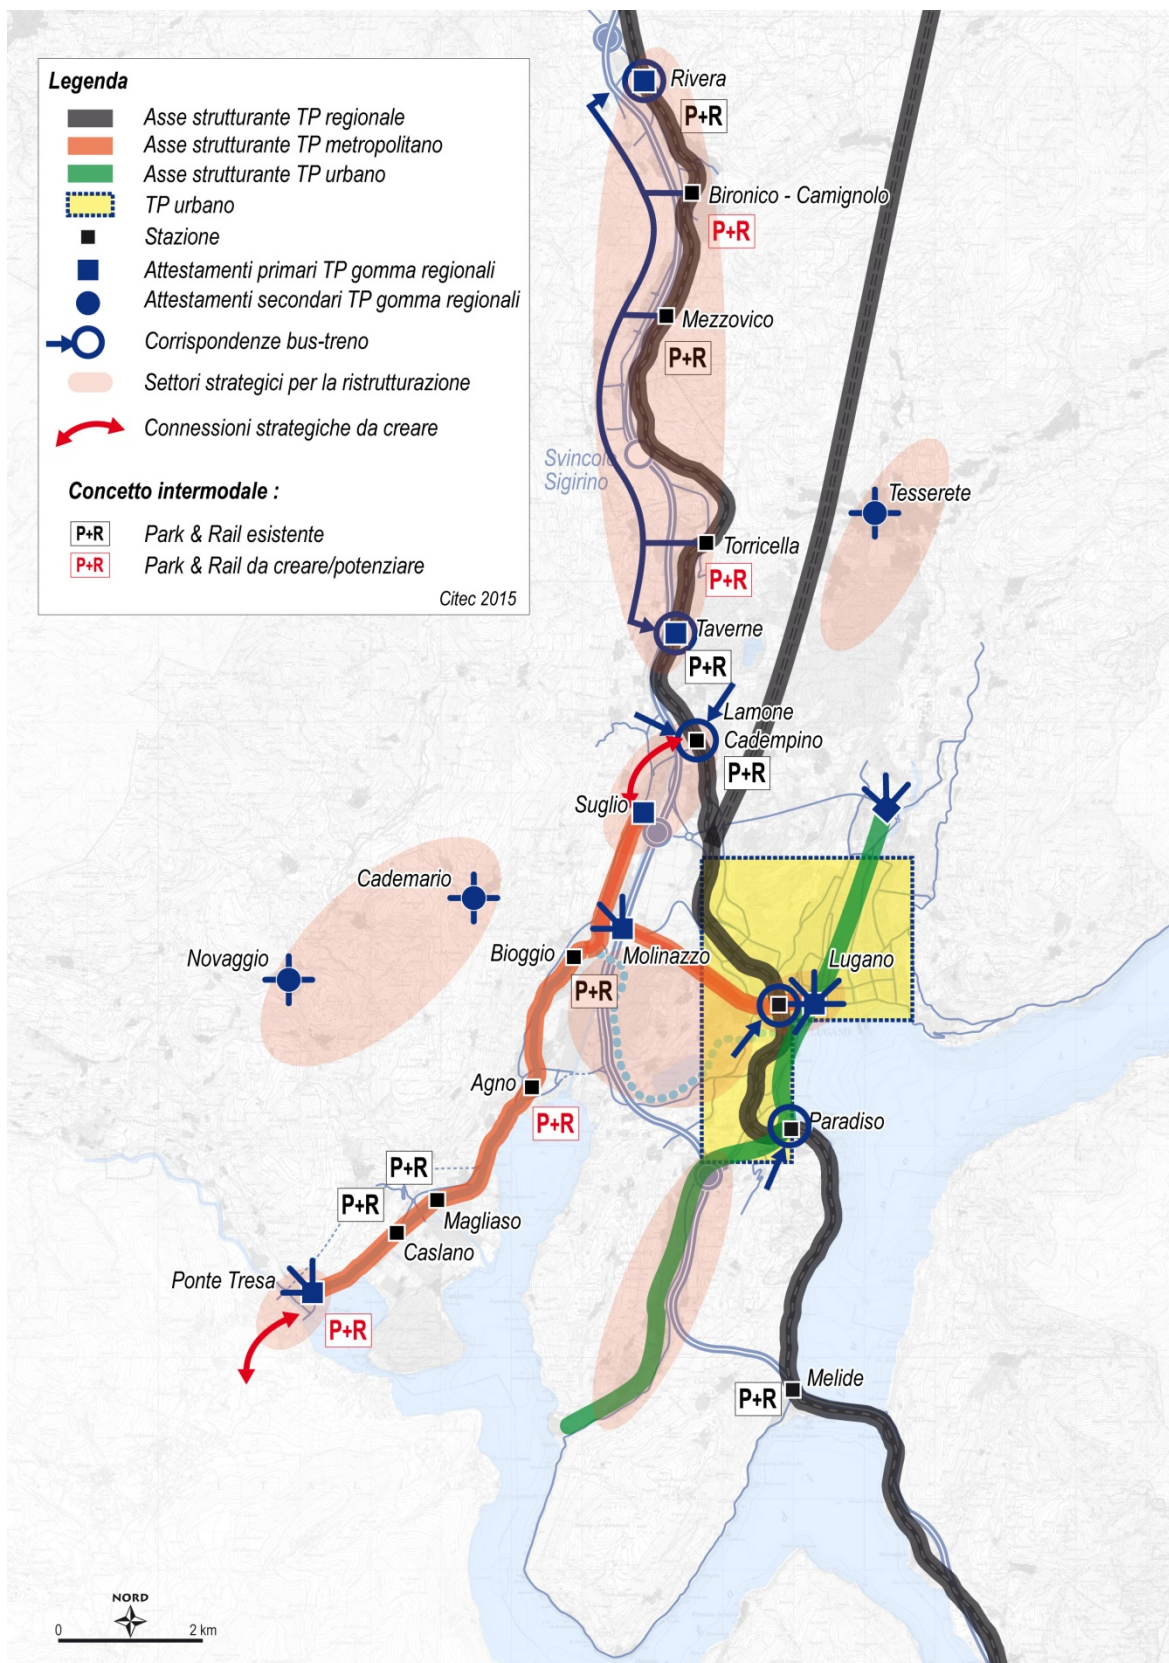 Legenda
Asse strutturante TP regionale
Asse strutturante TP metropolitano
Asse strutturante TP urbano
TP urbano
Stazione
Attestamenti primari TP gomma regionali
Attestamenti secondari TP gomma regionali
Corrispondenze bus-treno
Settori strategici per la ristrutturazione
Connessioni strategiche da creare
Concetto intermodale :
P+R Park & Rail esistente
P+R Park & Rail da creare/potenziare
Citec 2015
Rivera
P+R
Bironico - Camignolo
P+R
Mezzovico
P+R
Svincolo
Sigirino
Tesserete
Torricella
P+R
Taverne
P+R
Lamone
Cadempino
P+R
Suglio
Cademario
Novaggio
Bioggio
Molinazzo
Lugano
P+R
Agno
P+R
Paradiso
P+R
P+R
Magliaso
Caslano
Ponte Tresa
P+R
Melide
P+R
NORD
0 2 km